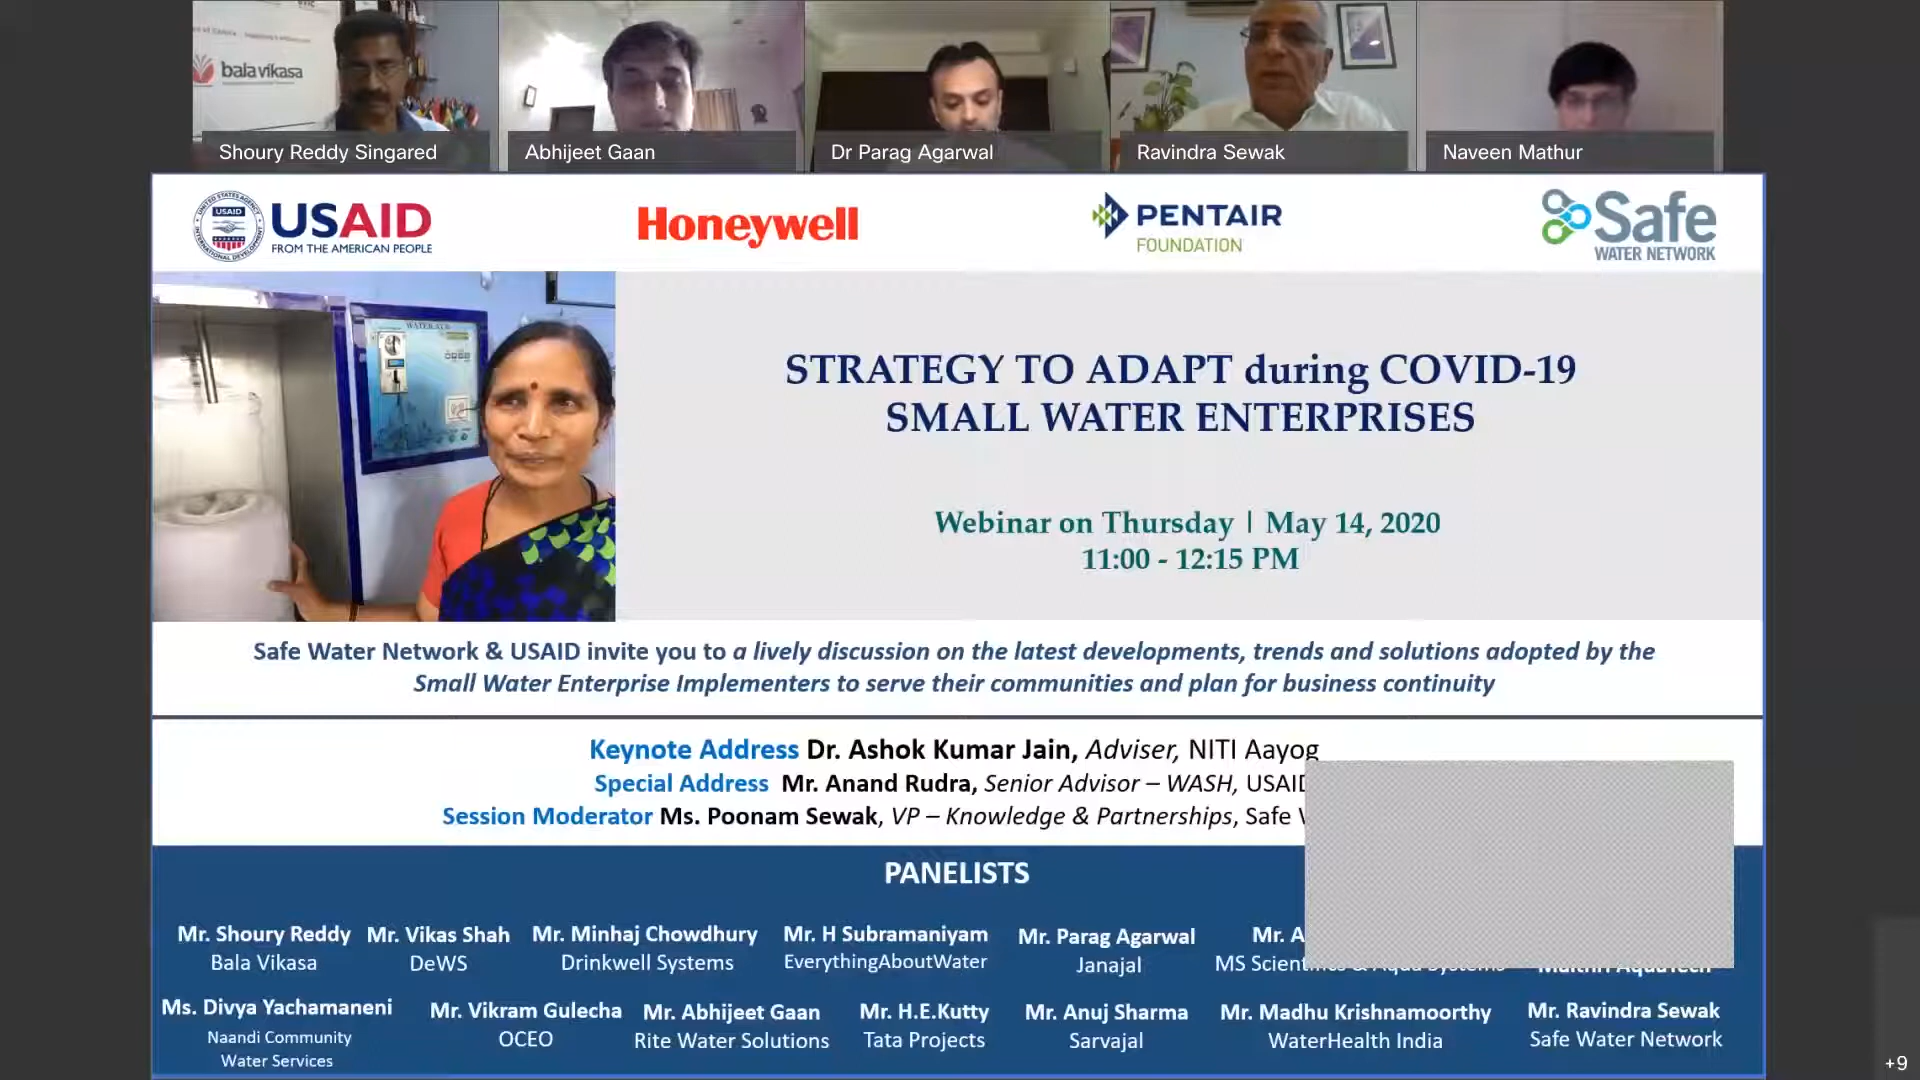 bala vikasa
Shoury Reddy Singared
Abhijeet Gaan
Dr Parag Agarwal
Ravindra Sewak
Naveen Mathur
USAID
USAID
FROM THE AMERICAN PEOPLE
Honeywell
PENTAIR
FOUNDATION
Safe
WATER NETWORK
STRATEGY TO ADAPT during COVID-19
SMALL WATER ENTERPRISES
Webinar on Thursday | May 14, 2020
11:00 - 12:15 PM
Safe Water Network & USAID invite you to a lively discussion on the latest developments, trends and solutions adopted by the
Small Water Enterprise Implementers to serve their communities and plan for business continuity
Keynote Address Dr. Ashok Kumar Jain, Adviser, NITI Aayog
Special Address Mr. Anand Rudra, Senior Advisor – WASH, USAID
Session Moderator Ms. Poonam Sewak, VP – Knowledge & Partnerships, Safe
PANELISTS
Mr. Shoury Reddy
Bala Vikasa
Mr. Vikas Shah
DeWS
Mr. Minhaj Chowdhury
Drinkwell Systems
Mr. H Subramaniyam
EverythingAboutWater
Mr. Parag Agarwal
Janajal
Mr. A
MS Scientifics & Aqua Systems
Maithri AquaTech
Ms. Divya Yachamaneni
Naandi Community
Water Services
Mr. Vikram Gulecha
OCEO
Mr. Abhijeet Gaan
Rite Water Solutions
Mr. H.E.Kutty
Tata Projects
Mr. Anuj Sharma
Sarvajal
Mr. Madhu Krishnamoorthy
WaterHealth India
Mr. Ravindra Sewak
Safe Water Network
+9